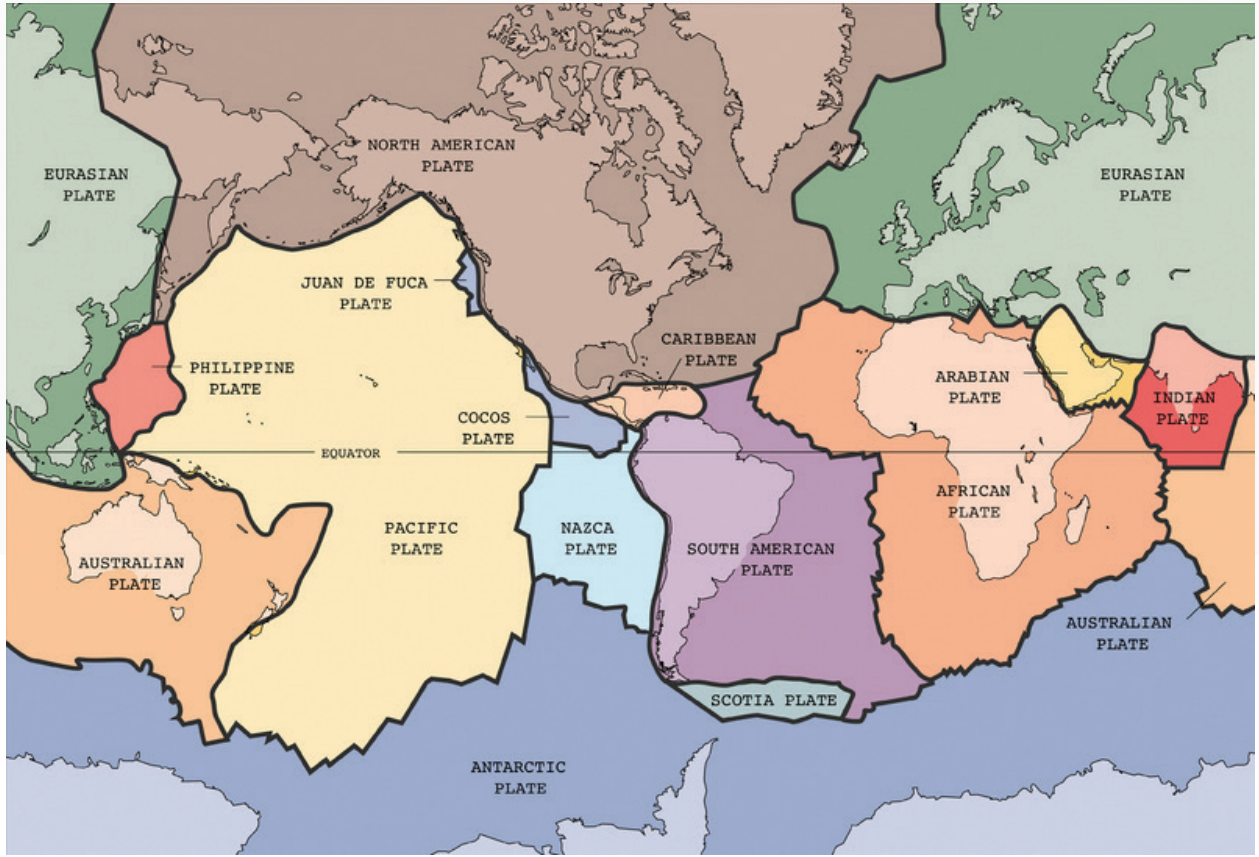 NORTH AMERICAN
PLATE
EURASIAN
PLATE
EURASIAN
PLATE
JUAN DE FUCA
PLATE
CARIBBEAN
PLATE
PHILIPPINE
PLATE
ARABIAN
PLATE
INDIAN
PLATE
COCOS
PLATE
EQUATOR
AFRICAN
PLATE
PACIFIC
PLATE
NAZCA
PLATE
SOUTH AMERICAN
PLATE
AUSTRALIAN
PLATE
AUSTRALIAN
PLATE
SCOTIA PLATE
ANTARCTIC
PLATE